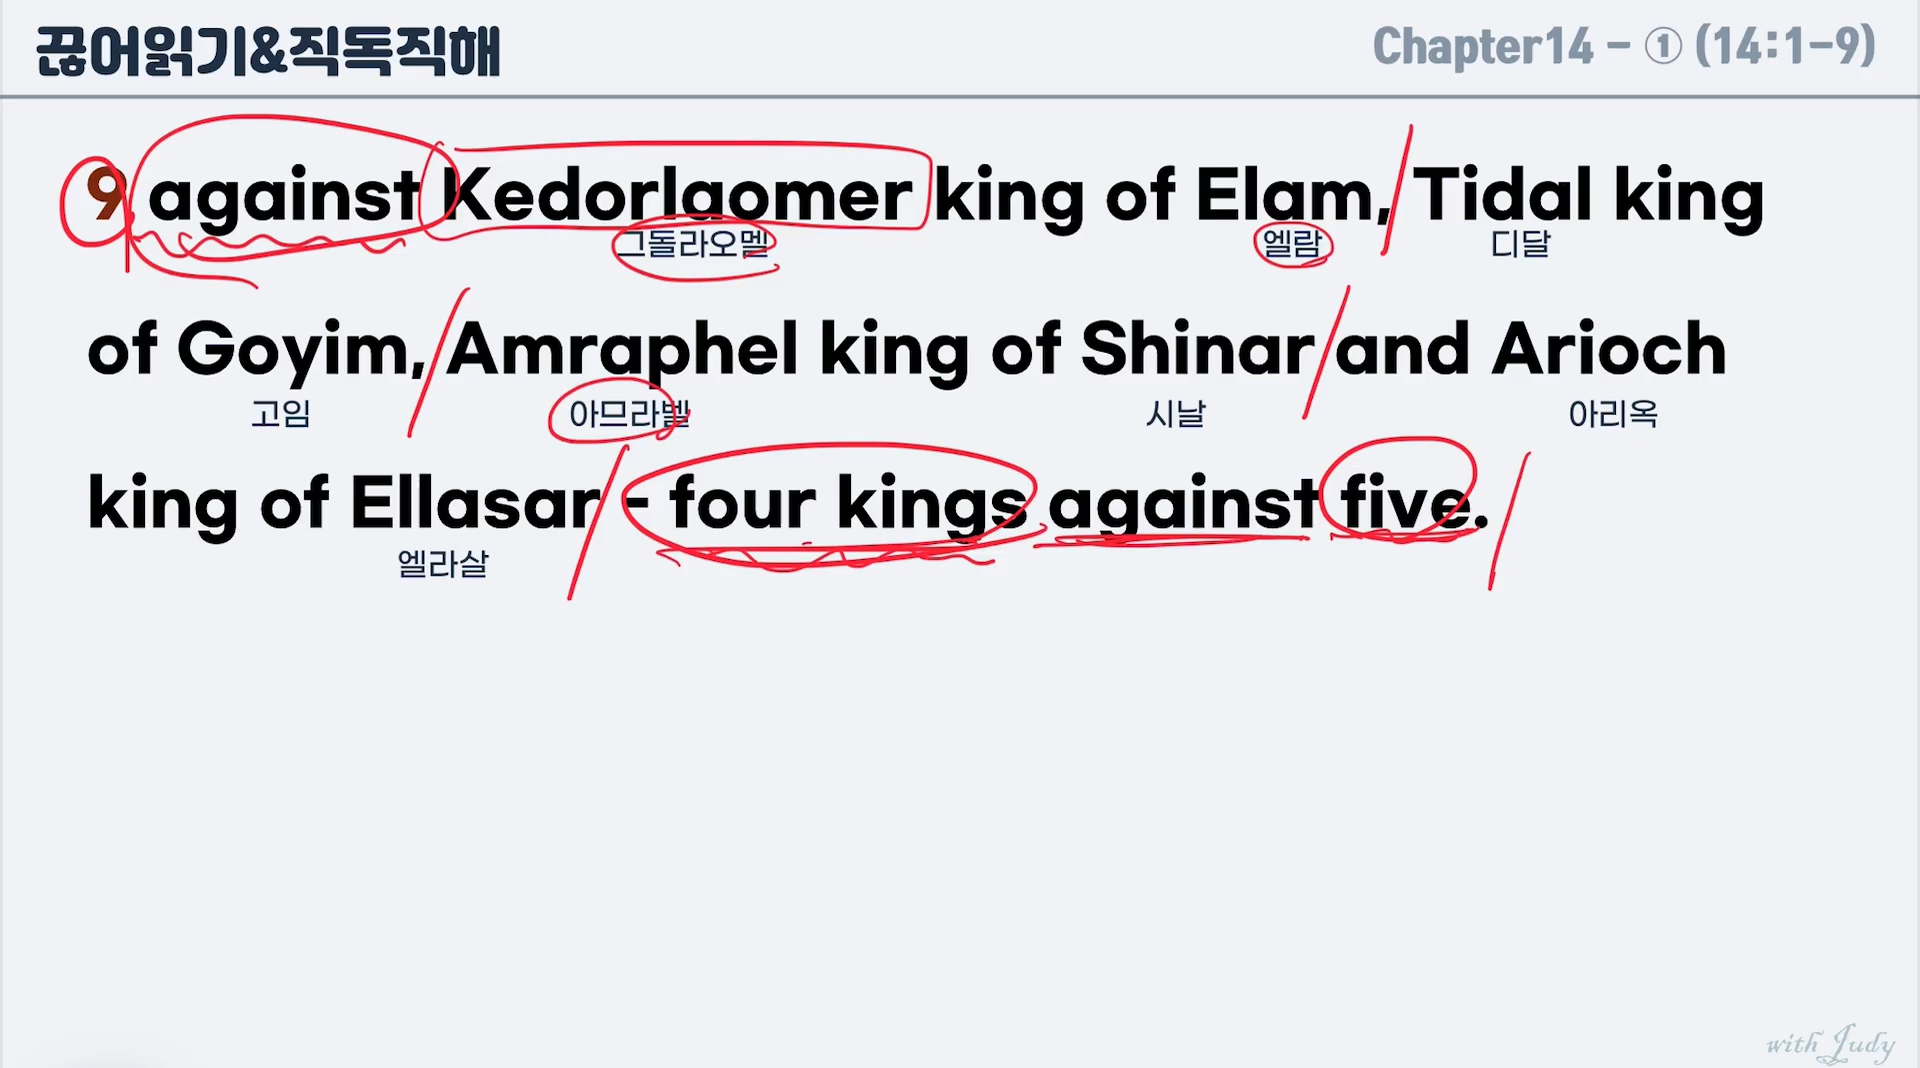 끊어읽기&직독직해
Chapter14 - ① (14:1-9)
9 against Kedorlaomer king of Elam, Tidal king
그돌라오멜 엘람 디달
of Goyim, Amraphel king of Shinar and Arioch
고임 아므라벨 시날 아리옥
king of Ellasar - four kings against five.
엘라살
with Judy